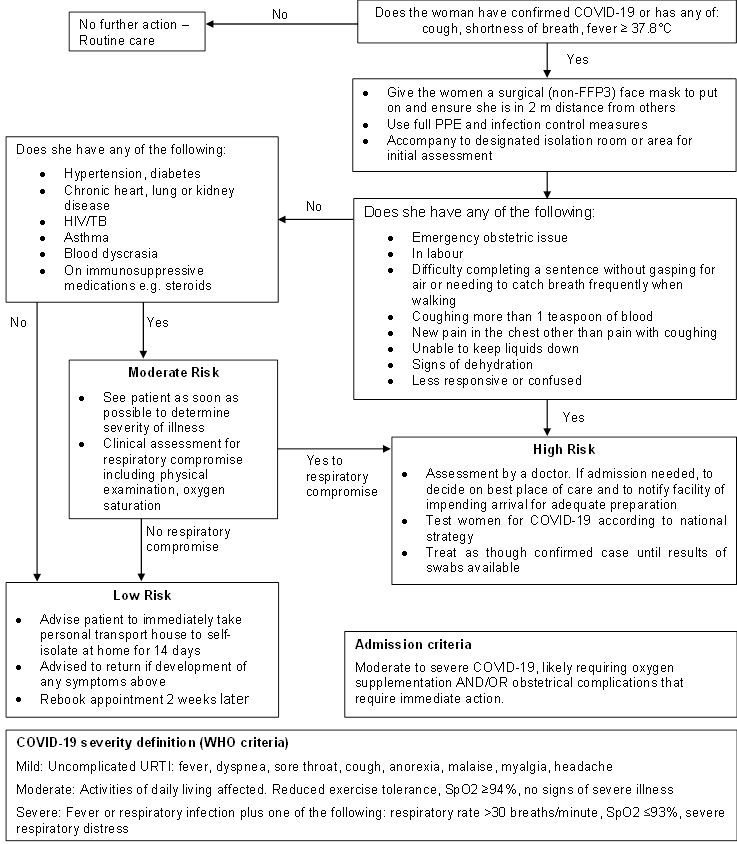 Does the woman have confirmed COVID-19 or has any of:
cough, shortness of breath, fever ≥ 37.8°C
No
No further action –
Routine care
Yes
• Give the women a surgical (non-FFP3) face mask to put
on and ensure she is in 2 m distance from others
• Use full PPE and infection control measures
• Accompany to designated isolation room or area for
initial assessment
Does she have any of the following:
• Emergency obstetric issue
• In labour
• Difficulty completing a sentence without gasping for
air or needing to catch breath frequently when
walking
• Coughing more than 1 teaspoon of blood
• New pain in the chest other than pain with coughing
• Unable to keep liquids down
• Signs of dehydration
• Less responsive or confused
No
Does she have any of the following:
• Hypertension, diabetes
• Chronic heart, lung or kidney
disease
• HIV/TB
• Asthma
• Blood dyscrasia
• On immunosuppressive
medications e.g. steroids
No
Yes
Moderate Risk
• See patient as soon as
possible to determine
severity of illness
• Clinical assessment for
respiratory compromise
including physical
examination, oxygen
saturation
Yes to
respiratory
compromise
Yes
High Risk
• Assessment by a doctor. If admission needed, to
decide on best place of care and to notify facility of
impending arrival for adequate preparation
• Test women for COVID-19 according to national
strategy
• Treat as though confirmed case until results of
swabs available
No respiratory
compromise
Low Risk
• Advise patient to immediately take
personal transport house to self-
isolate at home for 14 days
• Advised to return if development of
any symptoms above
• Rebook appointment 2 weeks later
Admission criteria
Moderate to severe COVID-19, likely requiring oxygen
supplementation AND/OR obstetrical complications that
require immediate action.
COVID-19 severity definition (WHO criteria)
Mild: Uncomplicated URTI: fever, dyspnea, sore throat, cough, anorexia, malaise, myalgia, headache
Moderate: Activities of daily living affected. Reduced exercise tolerance, SpO2 ≥94%, no signs of severe illness
Severe: Fever or respiratory infection plus one of the following: respiratory rate >30 breaths/minute, SpO2 ≤93%, severe
respiratory distress